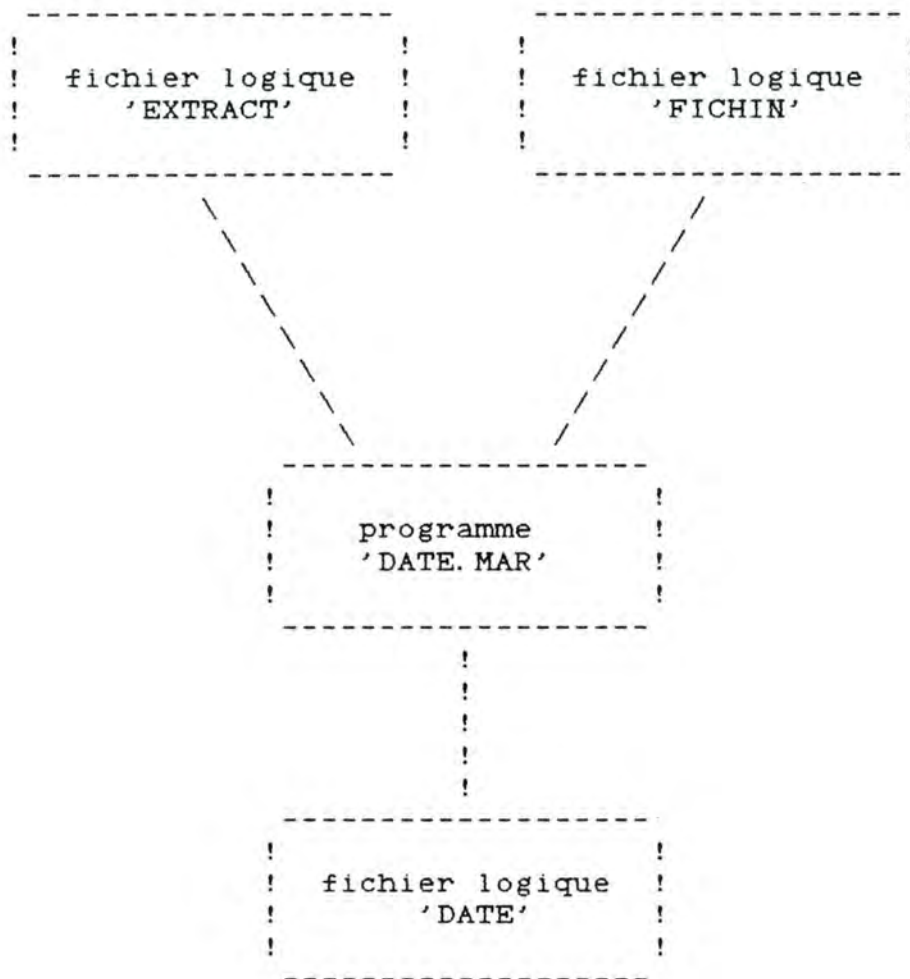 fichier logique
'EXTRACT'
fichier logique
'FICHIN'
programme
'DATE. MAR'
fichier logique
'DATE'